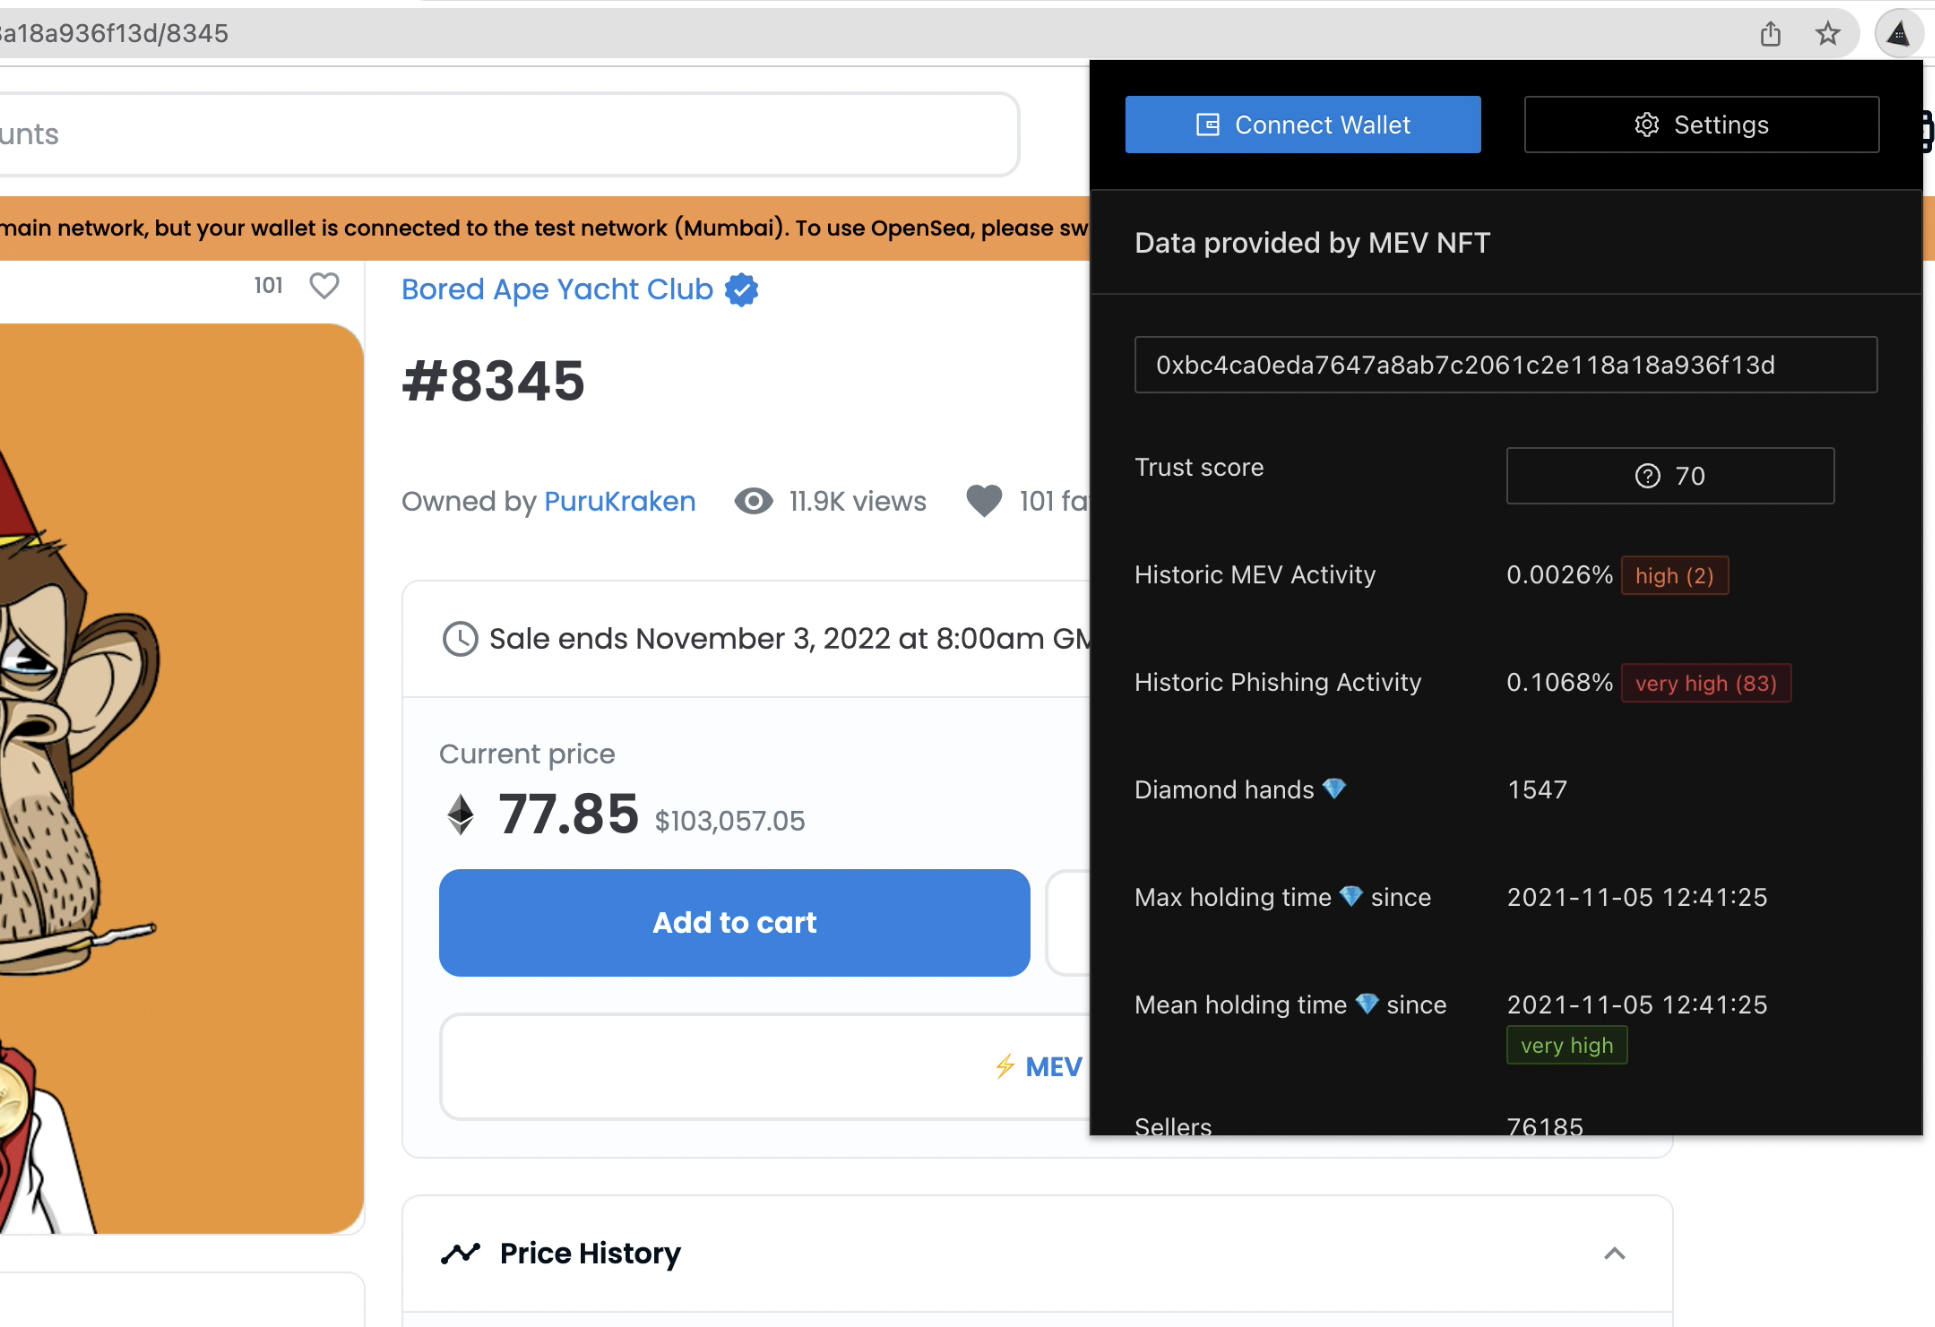 8a18a936f13d/8345
unts
Connect Wallet
Settings
main network, but your wallet is connected to the test network (Mumbai). To use OpenSea, please sw
Data provided by MEV NFT
101
Bored Ape Yacht Club
#8345
0xbc4ca0eda7647a8ab7c2061c2e118a18a936f13d
Trust score
70
Owned by PuruKraken
11.9K views
101 fa
Historic MEV Activity
0.0026% high (2)
Sale ends November 3, 2022 at 8:00am GM
Historic Phishing Activity
0.1068% very high (83)
Current price
77.85 $103,057.05
Diamond hands 💎
1547
Add to cart
Max holding time 💎 since
2021-11-05 12:41:25
Mean holding time 💎 since
2021-11-05 12:41:25
very high
⚡ MEV
Sellers
76185
Price History